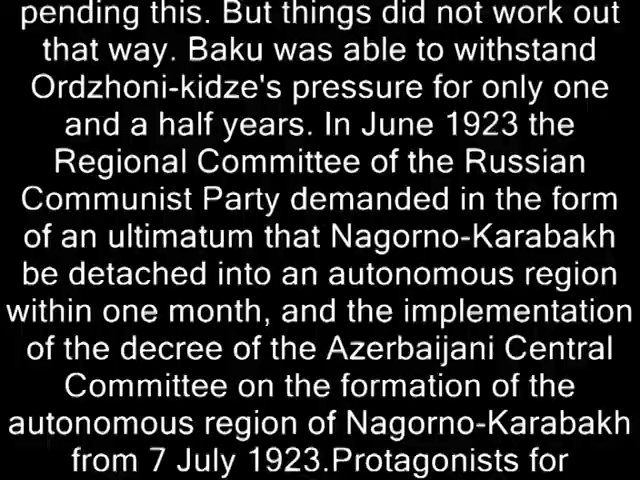 pending this. But things did not work out
that way. Baku was able to withstand
Ordzhoni-kidze's pressure for only one
and a half years. In June 1923 the
Regional Committee of the Russian
Communist Party demanded in the form
of an ultimatum that Nagorno-Karabakh
be detached into an autonomous region
within one month, and the implementation
of the decree of the Azerbaijani Central
Committee on the formation of the
autonomous region of Nagorno-Karabakh
from 7 July 1923.Protagonists for